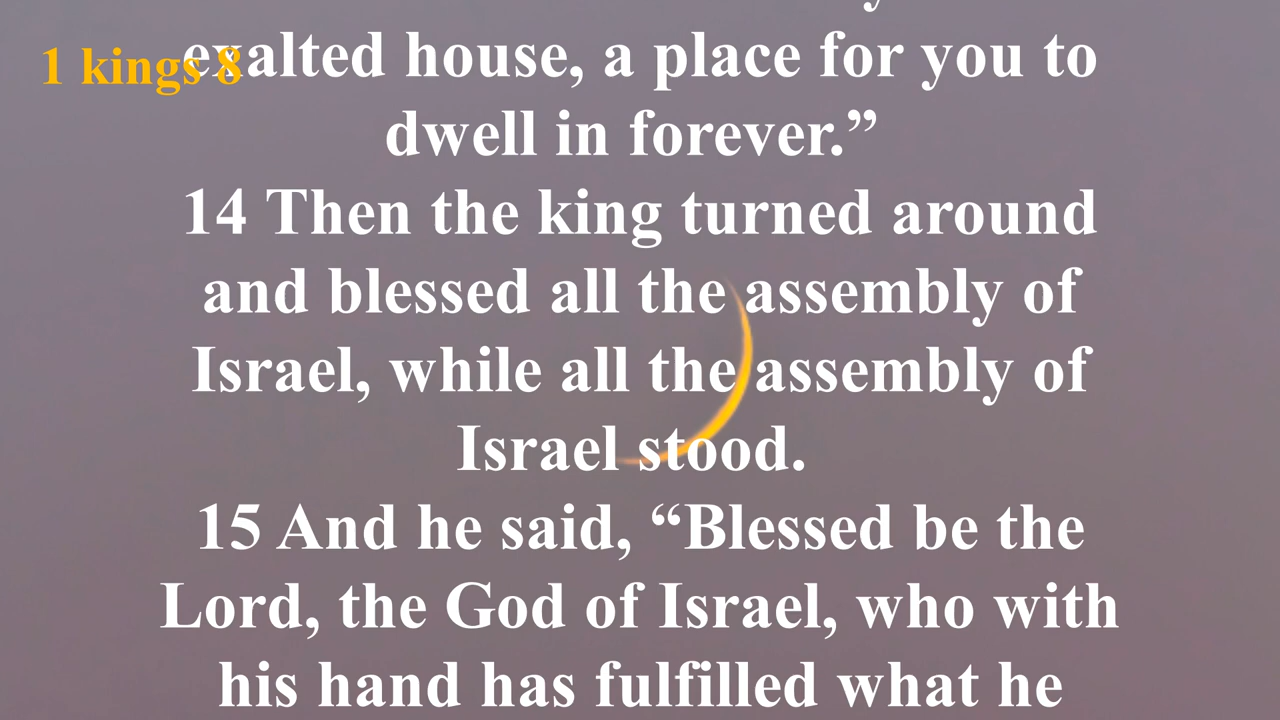 1 kings 8
exalted house, a place for you to
dwell in forever.”
14 Then the king turned around
and blessed all the assembly of
Israel, while all the assembly of
Israel stood.
15 And he said, “Blessed be the
Lord, the God of Israel, who with
his hand has fulfilled what he